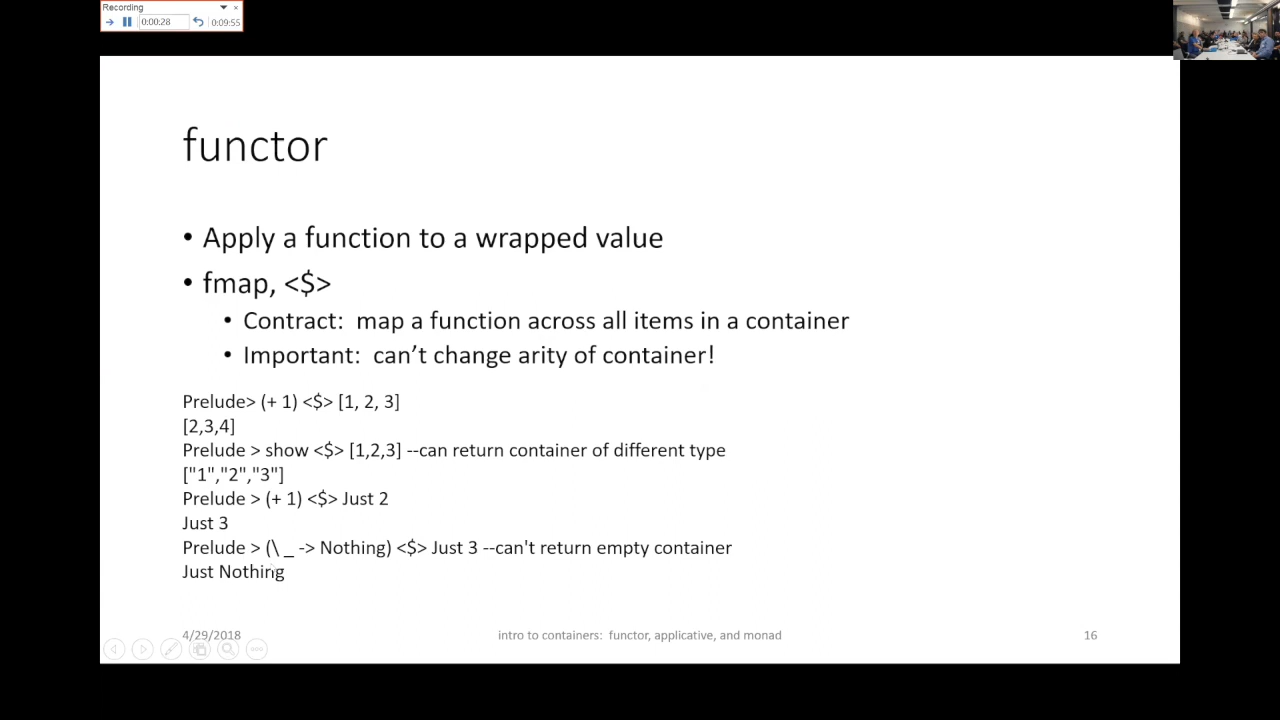 Recording
0:00:28
0:09:55
functor
• Apply a function to a wrapped value
• fmap, <$>
• Contract:  map a function across all items in a container
• Important:  can’t change arity of container!
Prelude> (+ 1) <$> [1, 2, 3]
[2,3,4]
Prelude > show <$> [1,2,3] --can return container of different type
["1","2","3"]
Prelude > (+ 1) <$> Just 2
Just 3
Prelude > (\ _ -> Nothing) <$> Just 3 --can't return empty container
Just Nothing
4/29/2018
intro to containers:  functor, applicative, and monad
16